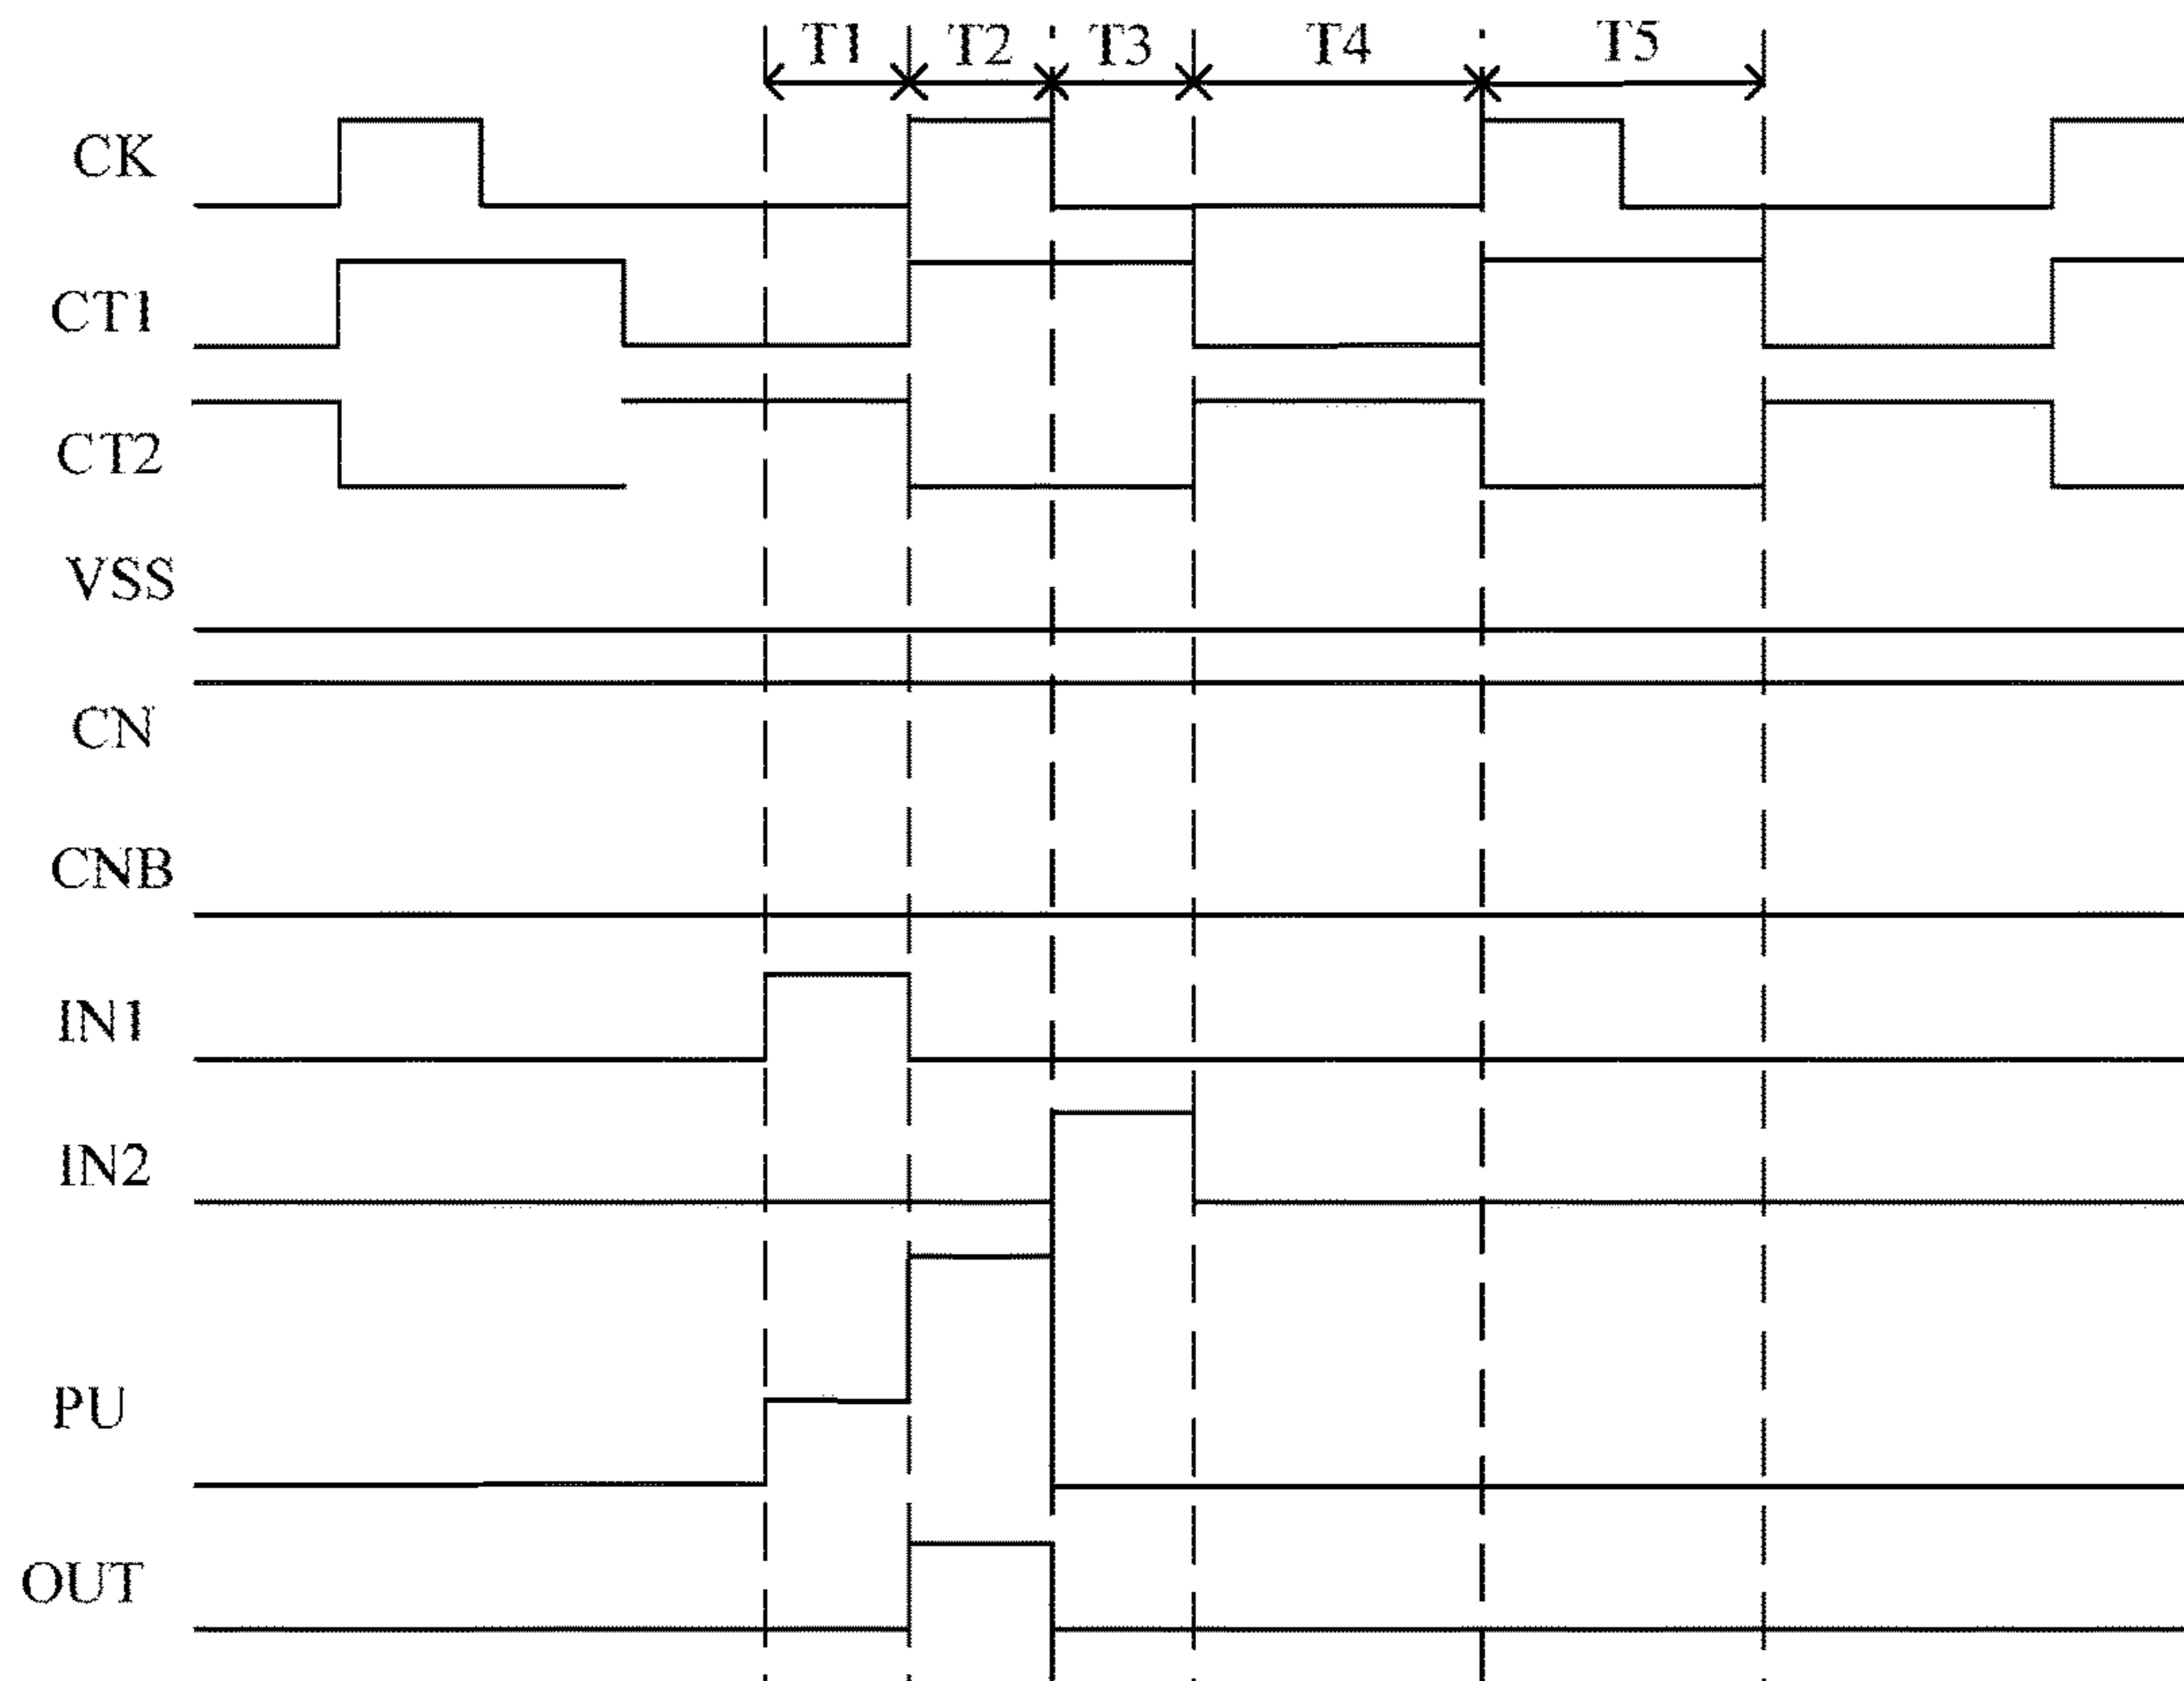 T1 T2 T3 T4 T5
CK
CT1
CT2
VSS
CN
CNB
IN1
IN2
PU
OUT